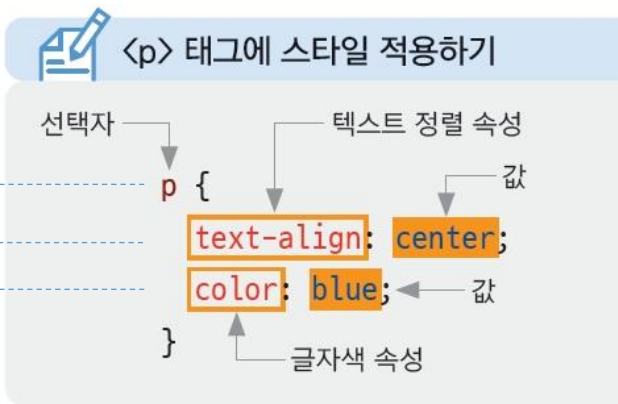 <p> 태그에 스타일 적용하기
선택자
텍스트 정렬 속성
p {
값
text-align: center;
color: blue;
값
}
글자색 속성